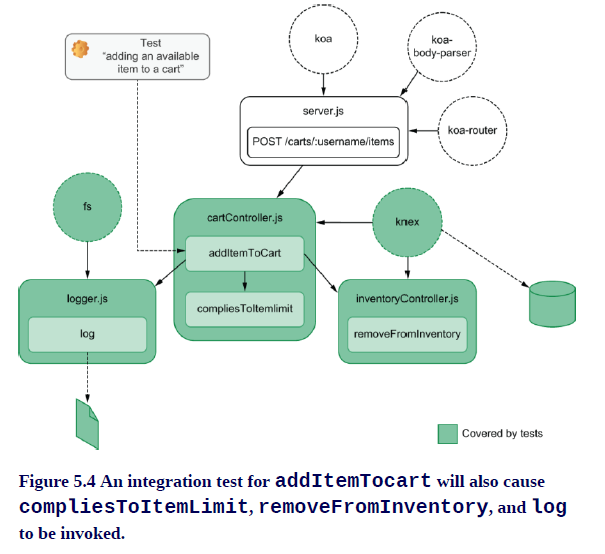 Test
"adding an available
item to a cart"
koa
koa-
body-parser
server.js
POST /carts/:username/items
koa-router
fs
cartController.js
knex
addItemToCart
logger.js
compliesToItemlimit
inventoryController.js
log
removeFromInventory
Covered by tests
Figure 5.4 An integration test for addItemTocart will also cause
compliesToItemLimit, removeFromInventory, and log
to be invoked.